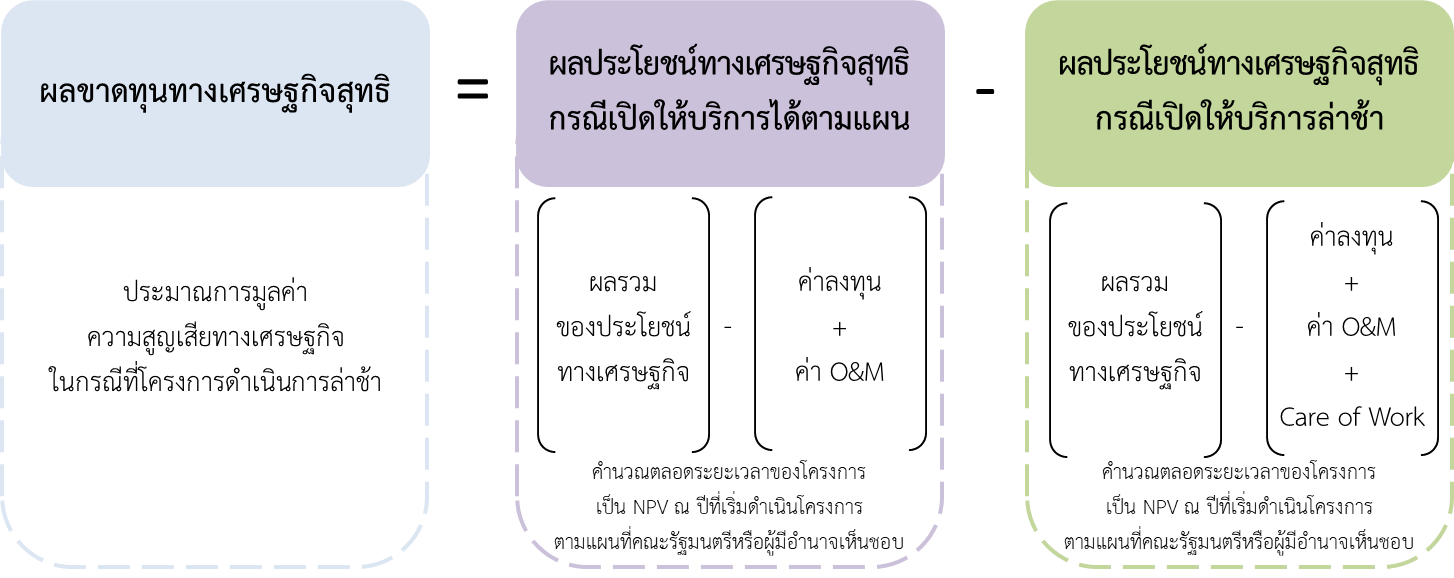 ผลขาดทุนทางเศรษฐกิจสุทธิ
=
ผลประโยชน์ทางเศรษฐกิจสุทธิ
กรณีเปิดให้บริการได้ตามแผน
-
ผลประโยชน์ทางเศรษฐกิจสุทธิ
กรณีเปิดให้บริการล่าช้า
ประมาณการมูลค่า
ความสูญเสียทางเศรษฐกิจ
ในกรณีที่โครงการดำเนินการล่าช้า
ผลรวม
ของประโยชน์
ทางเศรษฐกิจ
-
ค่าลงทุน
+
ค่า O&M
คำนวณตลอดระยะเวลาของโครงการ
เป็น NPV ณ ปีที่เริ่มดำเนินโครงการ
ตามแผนที่คณะรัฐมนตรีหรือผู้มีอำนาจเห็นชอบ
ผลรวม
ของประโยชน์
ทางเศรษฐกิจ
-
ค่าลงทุน
+
ค่า O&M
+
Care of Work
คำนวณตลอดระยะเวลาของโครงการ
เป็น NPV ณ ปีที่เริ่มดำเนินโครงการ
ตามแผนที่คณะรัฐมนตรีหรือผู้มีอำนาจเห็นชอบ